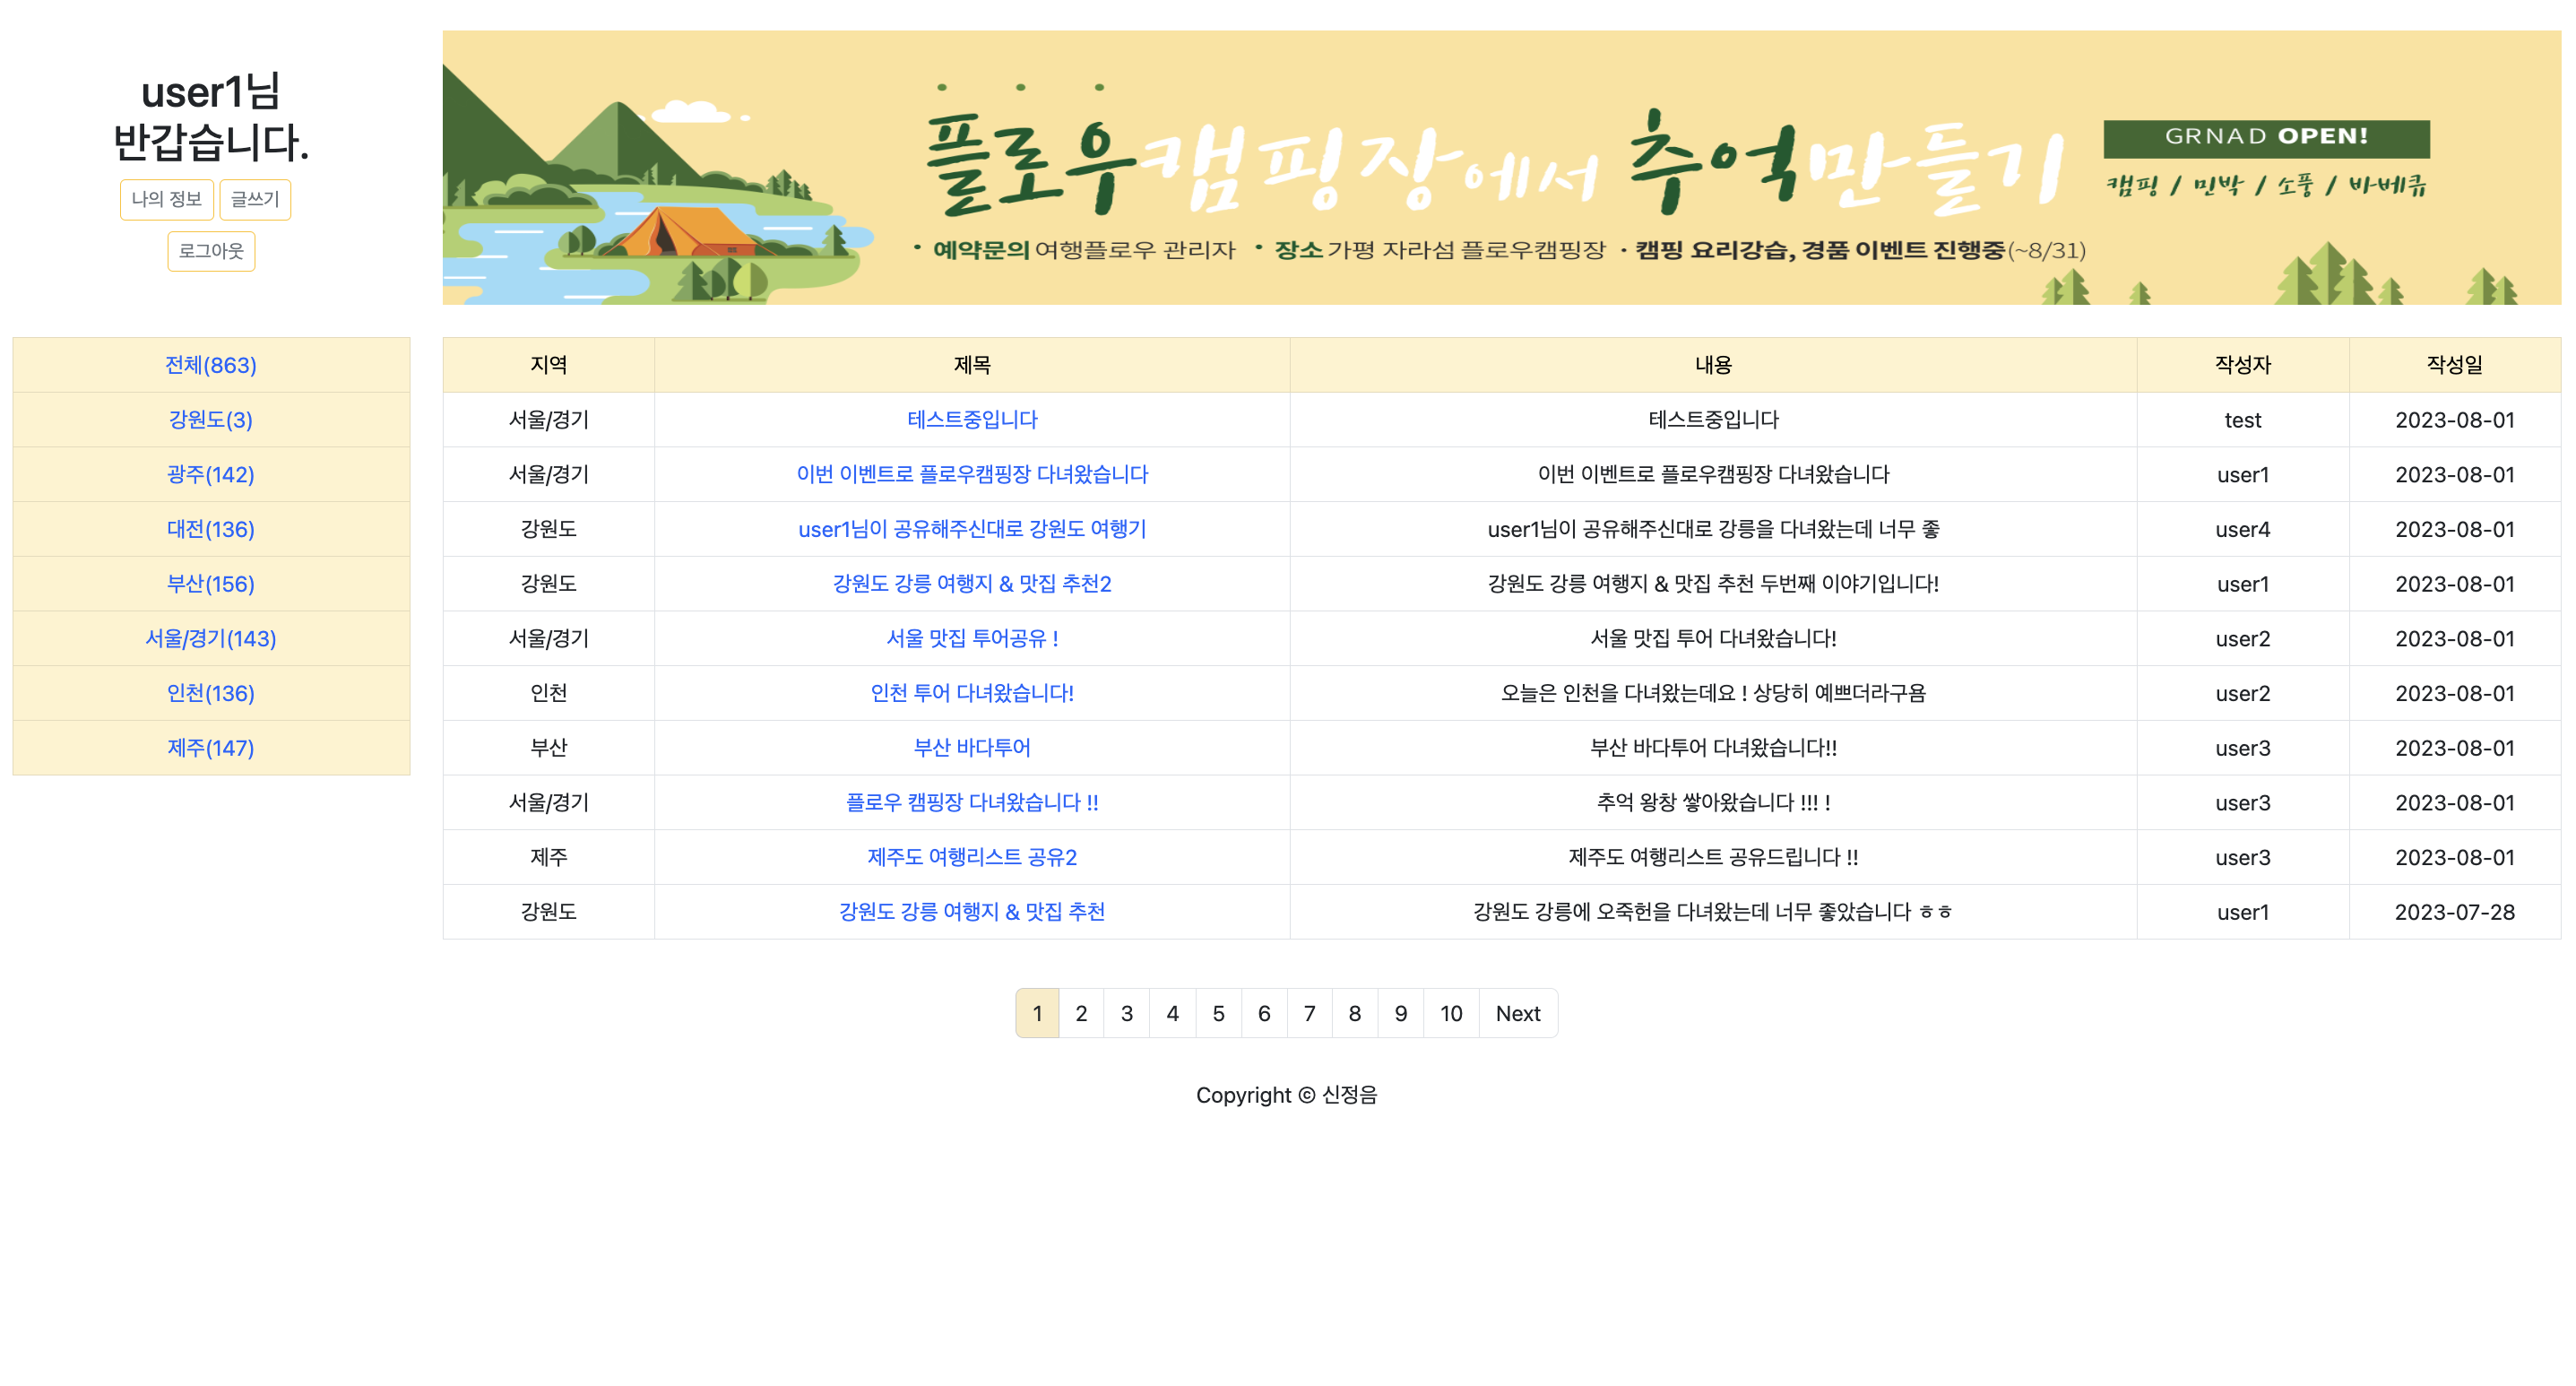 user1님
반갑습니다.
나의 정보 글쓰기
로그아웃
플로우캠핑장에서 추억만들기
GRNAD OPEN!
캠핑 / 민박 / 소풍 / 바베큐
• 예약문의 여행플로우 관리자 • 장소 가평 자라섬 플로우캠핑장 • 캠핑 요리강습, 경품 이벤트 진행중(~8/31)
전체(863)
강원도(3)
광주(142)
대전(136)
부산(156)
서울/경기(143)
인천(136)
제주(147)
지역 제목 내용 작성자 작성일
서울/경기 테스트중입니다 테스트중입니다 test 2023-08-01
서울/경기 이번 이벤트로 플로우캠핑장 다녀왔습니다 이번 이벤트로 플로우캠핑장 다녀왔습니다 user1 2023-08-01
강원도 user1님이 공유해주신대로 강원도 여행기 user1님이 공유해주신대로 강릉을 다녀왔는데 너무 좋 user4 2023-08-01
강원도 강원도 강릉 여행지 & 맛집 추천2 강원도 강릉 여행지 & 맛집 추천 두번째 이야기입니다! user1 2023-08-01
서울/경기 서울 맛집 투어공유 ! 서울 맛집 투어 다녀왔습니다! user2 2023-08-01
인천 인천 투어 다녀왔습니다! 오늘은 인천을 다녀왔는데요 ! 상당히 예쁘더라구욤 user2 2023-08-01
부산 부산 바다투어 부산 바다투어 다녀왔습니다!! user3 2023-08-01
서울/경기 플로우 캠핑장 다녀왔습니다 !! 추억 왕창 쌓아왔습니다 !!! ! user3 2023-08-01
제주 제주도 여행리스트 공유2 제주도 여행리스트 공유드립니다 !! user3 2023-08-01
강원도 강원도 강릉 여행지 & 맛집 추천 강원도 강릉에 오죽헌을 다녀왔는데 너무 좋았습니다 ㅎㅎ user1 2023-07-28
1 2 3 4 5 6 7 8 9 10 Next
Copyright © 신정음